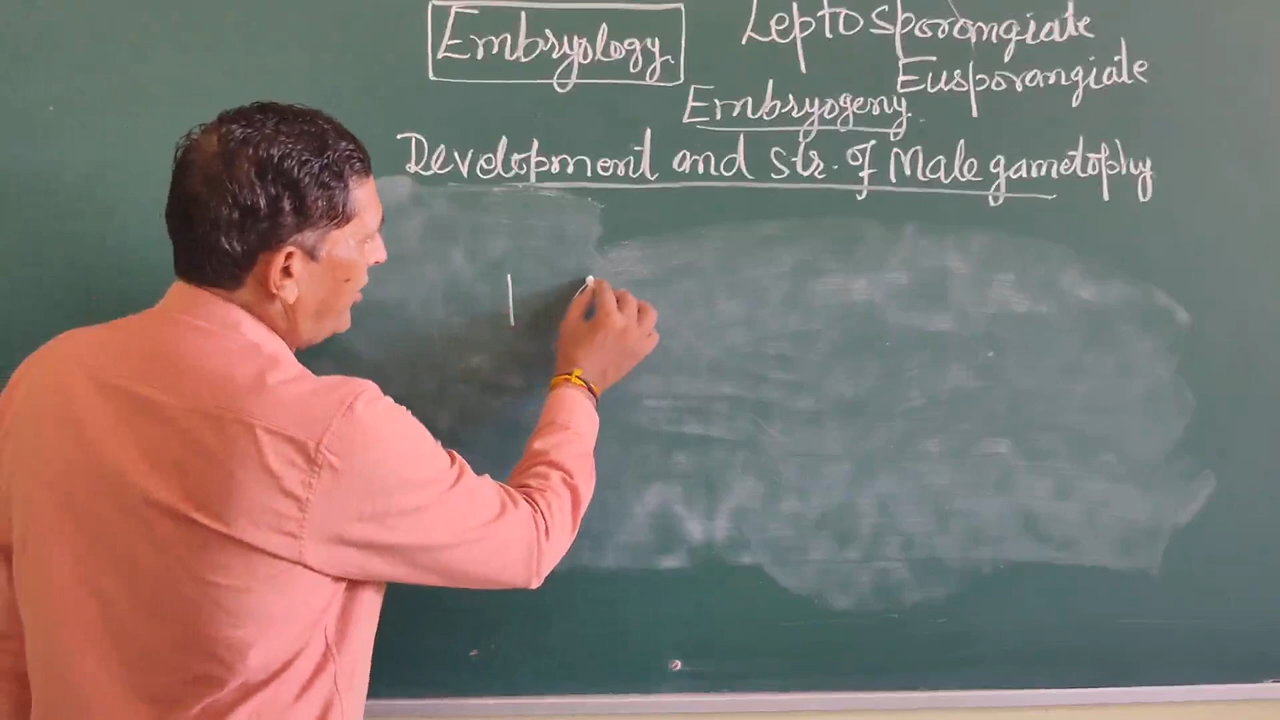 Embryology.
Leptosporangiate
Eusporangiate
Embryogeny.
Development and str. of Male gametophy